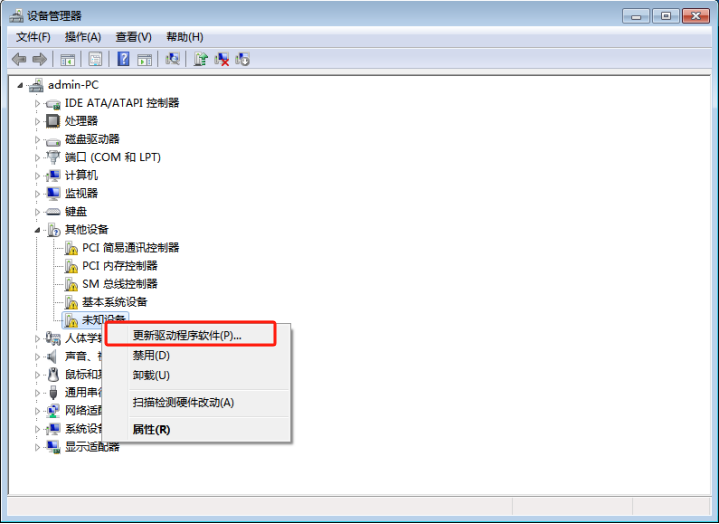 设备管理器
文件(F) 操作(A) 查看(V) 帮助(H)
admin-PC
IDE ATA/ATAPI 控制器
处理器
磁盘驱动器
端口 (COM 和 LPT)
计算机
监视器
键盘
其他设备
PCI 简易通讯控制器
PCI 内存控制器
SM 总线控制器
基本系统设备
未知设备
更新驱动程序软件(P)...
人体学
禁用(D)
声音、
卸载(U)
鼠标和
通用串
扫描检测硬件改动(A)
网络适
属性(R)
系统设
显示适配器